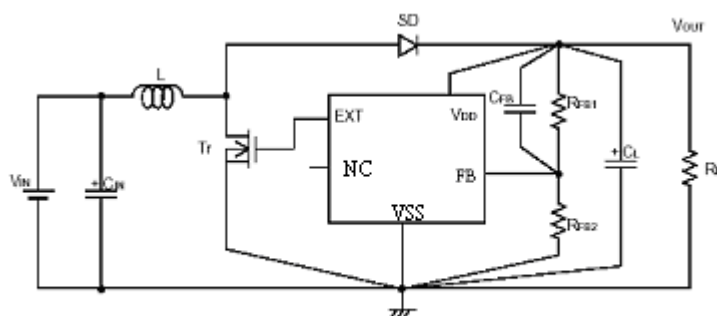 SD
VOUT
L
EXT
VDD
CFB
RFB1
Tr
VIN
+ CIN
NC
FB
+ CL
RL
VSS
RFB2